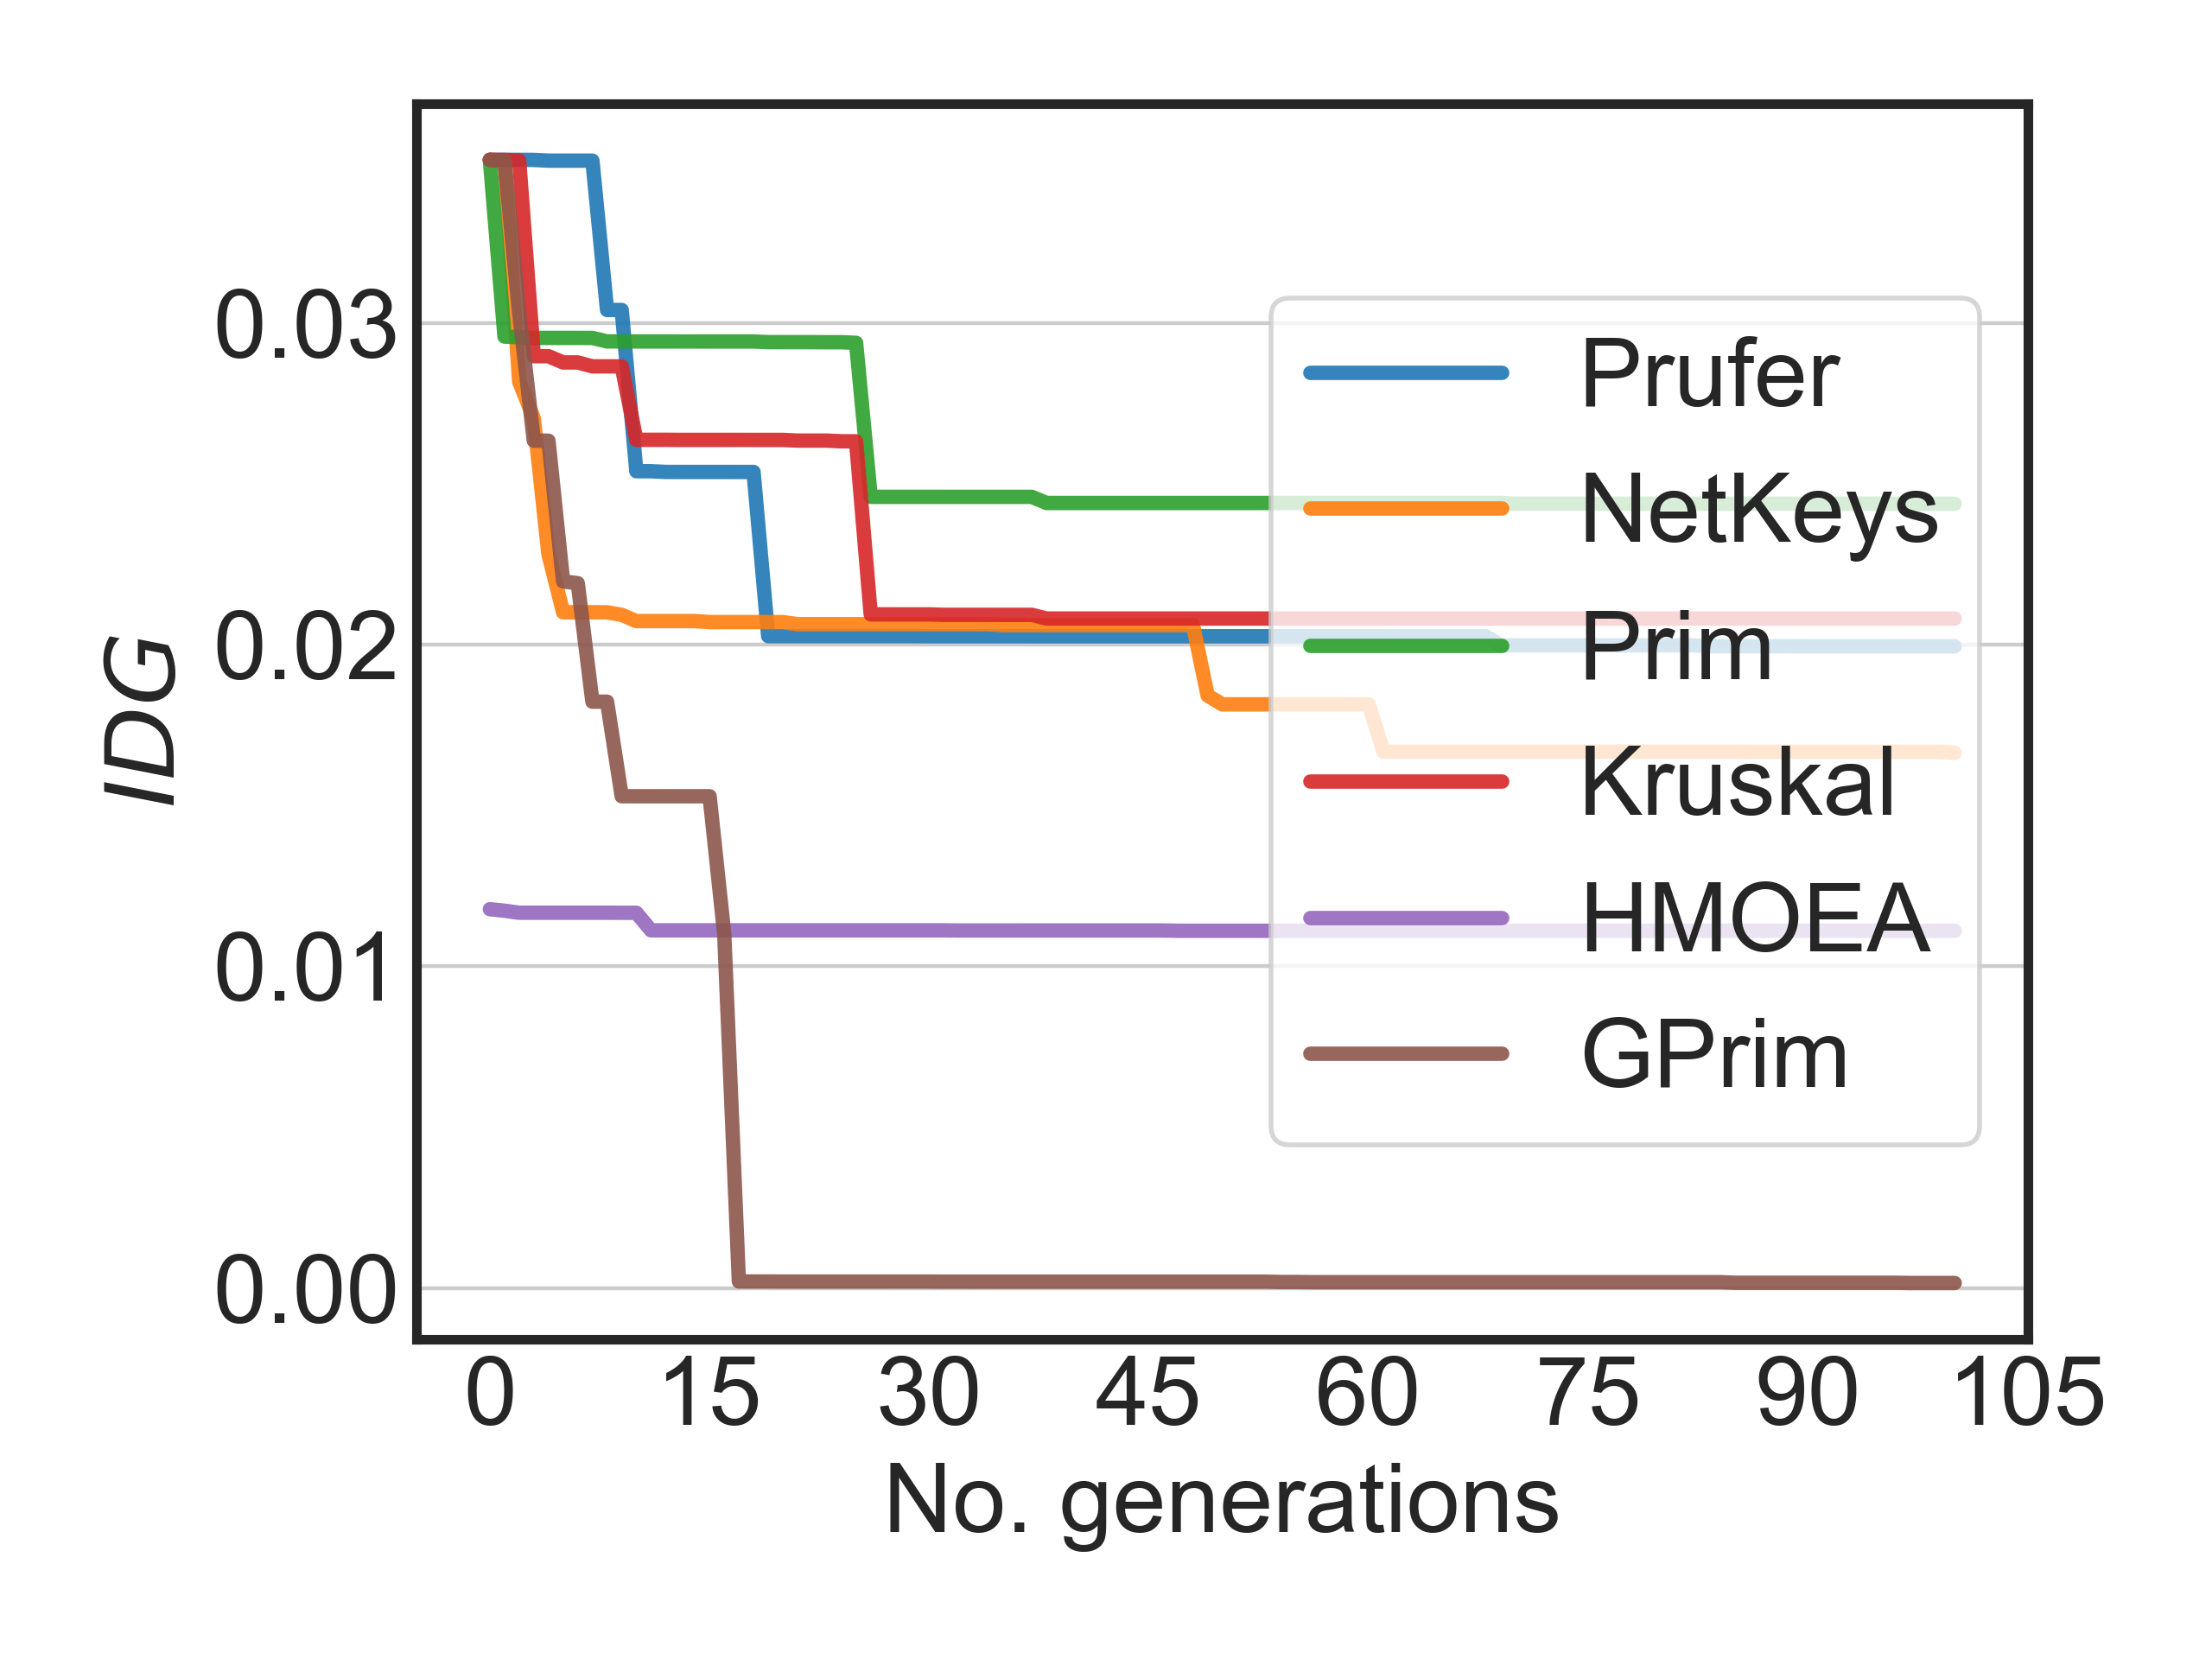 IDG
0.03
0.02
0.01
0.00
0 15 30 45 60 75 90 105
No. generations
Prufer
NetKeys
Prim
Kruskal
HMOEA
GPrim